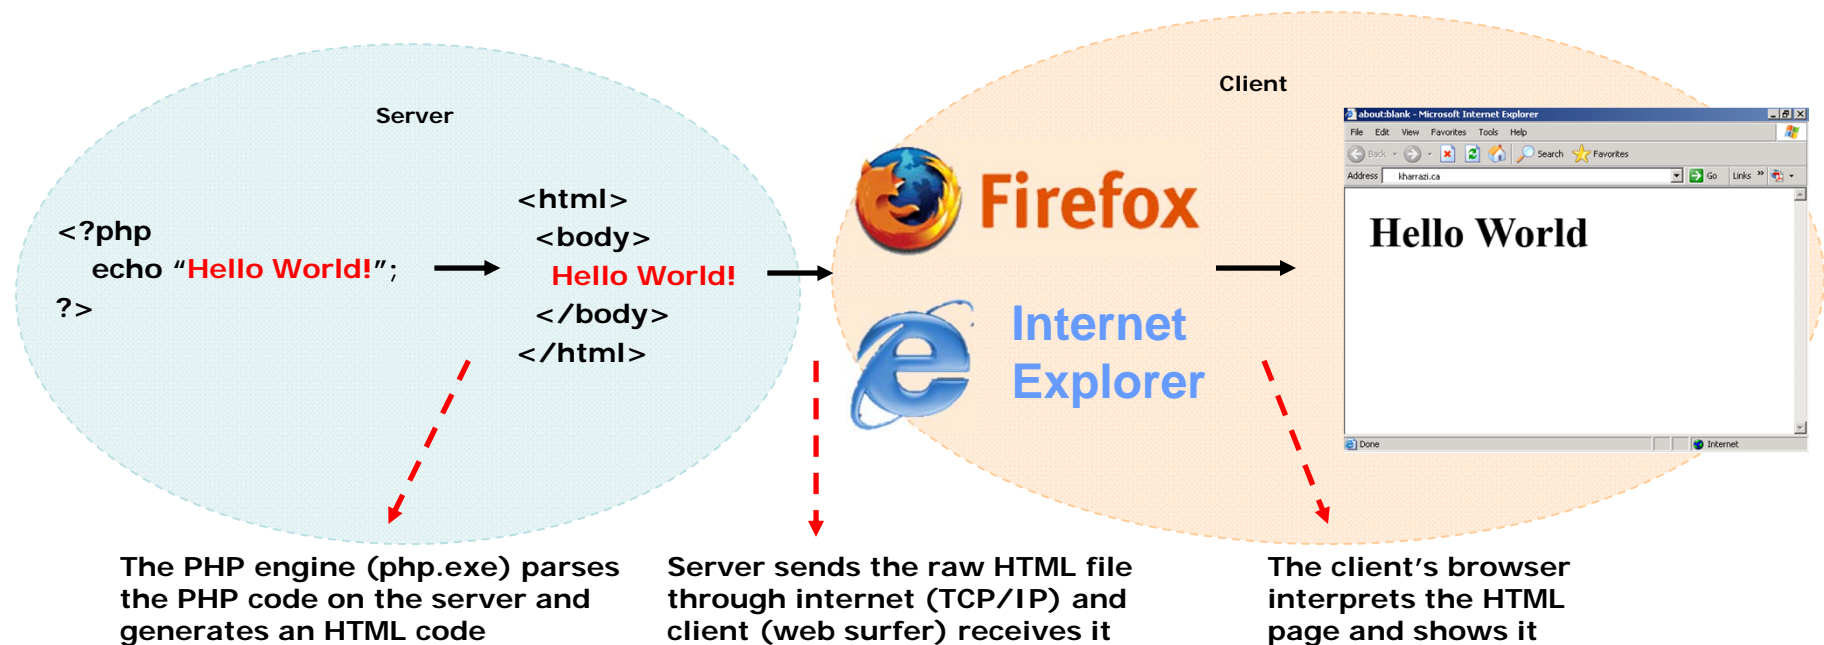 Server
<?php
echo “Hello World!”;
?>
<html>
<body>
Hello World!
</body>
</html>
Client
Firefox
Internet
Explorer
about:blank - Microsoft Internet Explorer
File Edit View Favorites Tools Help
Back Search Favorites
Address kharrazi.ca Go Links »
Hello World
Done Internet
The PHP engine (php.exe) parses
the PHP code on the server and
generates an HTML code
Server sends the raw HTML file
through internet (TCP/IP) and
client (web surfer) receives it
The client’s browser
interprets the HTML
page and shows it